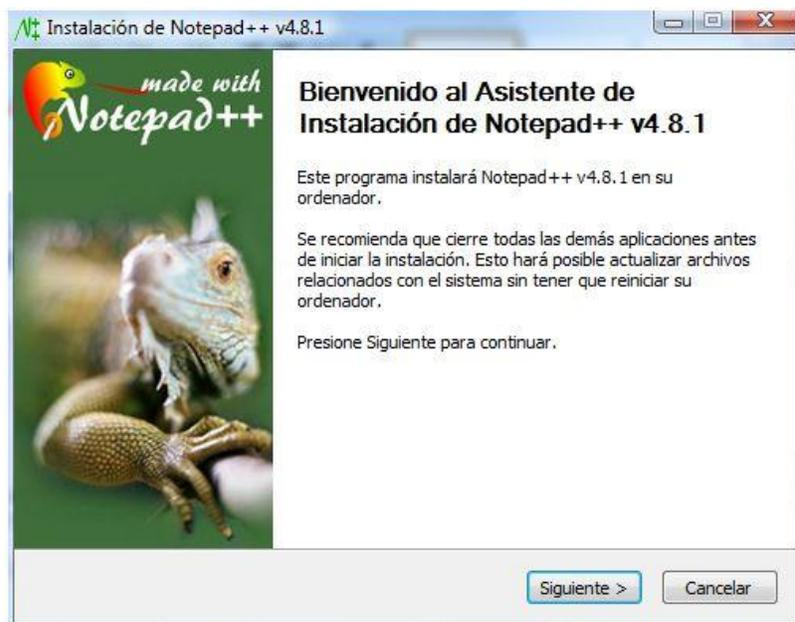 Instalación de Notepad++ v4.8.1
made with
Notepad++
Bienvenido al Asistente de
Instalación de Notepad++ v4.8.1
Este programa instalará Notepad++ v4.8.1 en su
ordenador.
Se recomienda que cierre todas las demás aplicaciones antes
de iniciar la instalación. Esto hará posible actualizar archivos
relacionados con el sistema sin tener que reiniciar su
ordenador.
Presione Siguiente para continuar.
Siguiente >
Cancelar